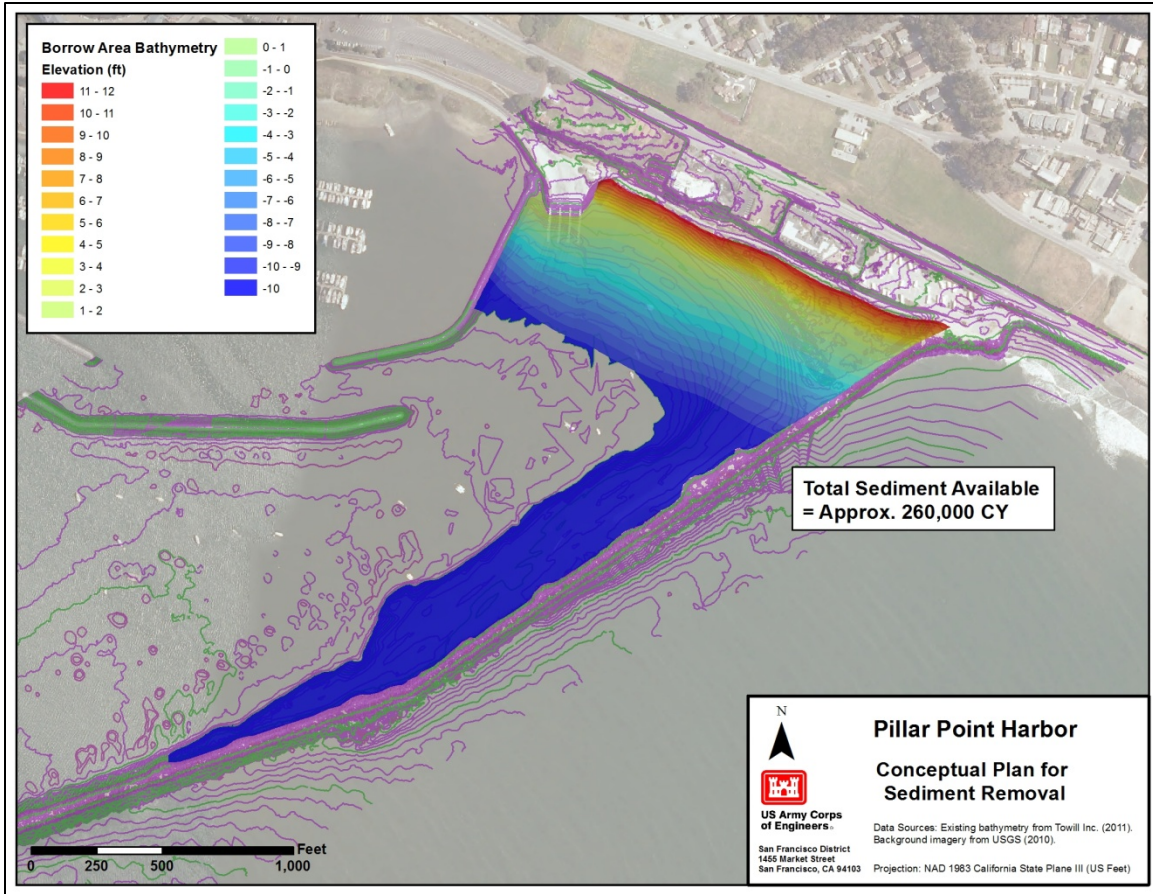 Borrow Area Bathymetry
Elevation (ft)
11 - 12
10 - 11
9 - 10
8 - 9
7 - 8
6 - 7
5 - 6
4 - 5
3 - 4
2 - 3
1 - 2
0 - 1
-1 - 0
-2 - -1
-3 - -2
-4 - -3
-5 - -4
-6 - -5
-7 - -6
-8 - -7
-9 - -8
-10 - -9
-10
Total Sediment Available
= Approx. 260,000 CY
N
US Army Corps
of Engineers®
San Francisco District
1455 Market Street
San Francisco, CA 94103
Pillar Point Harbor
Conceptual Plan for
Sediment Removal
Data Sources: Existing bathymetry from Towill Inc. (2011).
Background imagery from USGS (2010).
Projection: NAD 1983 California State Plane III (US Feet)
Feet
0 250 500 1,000